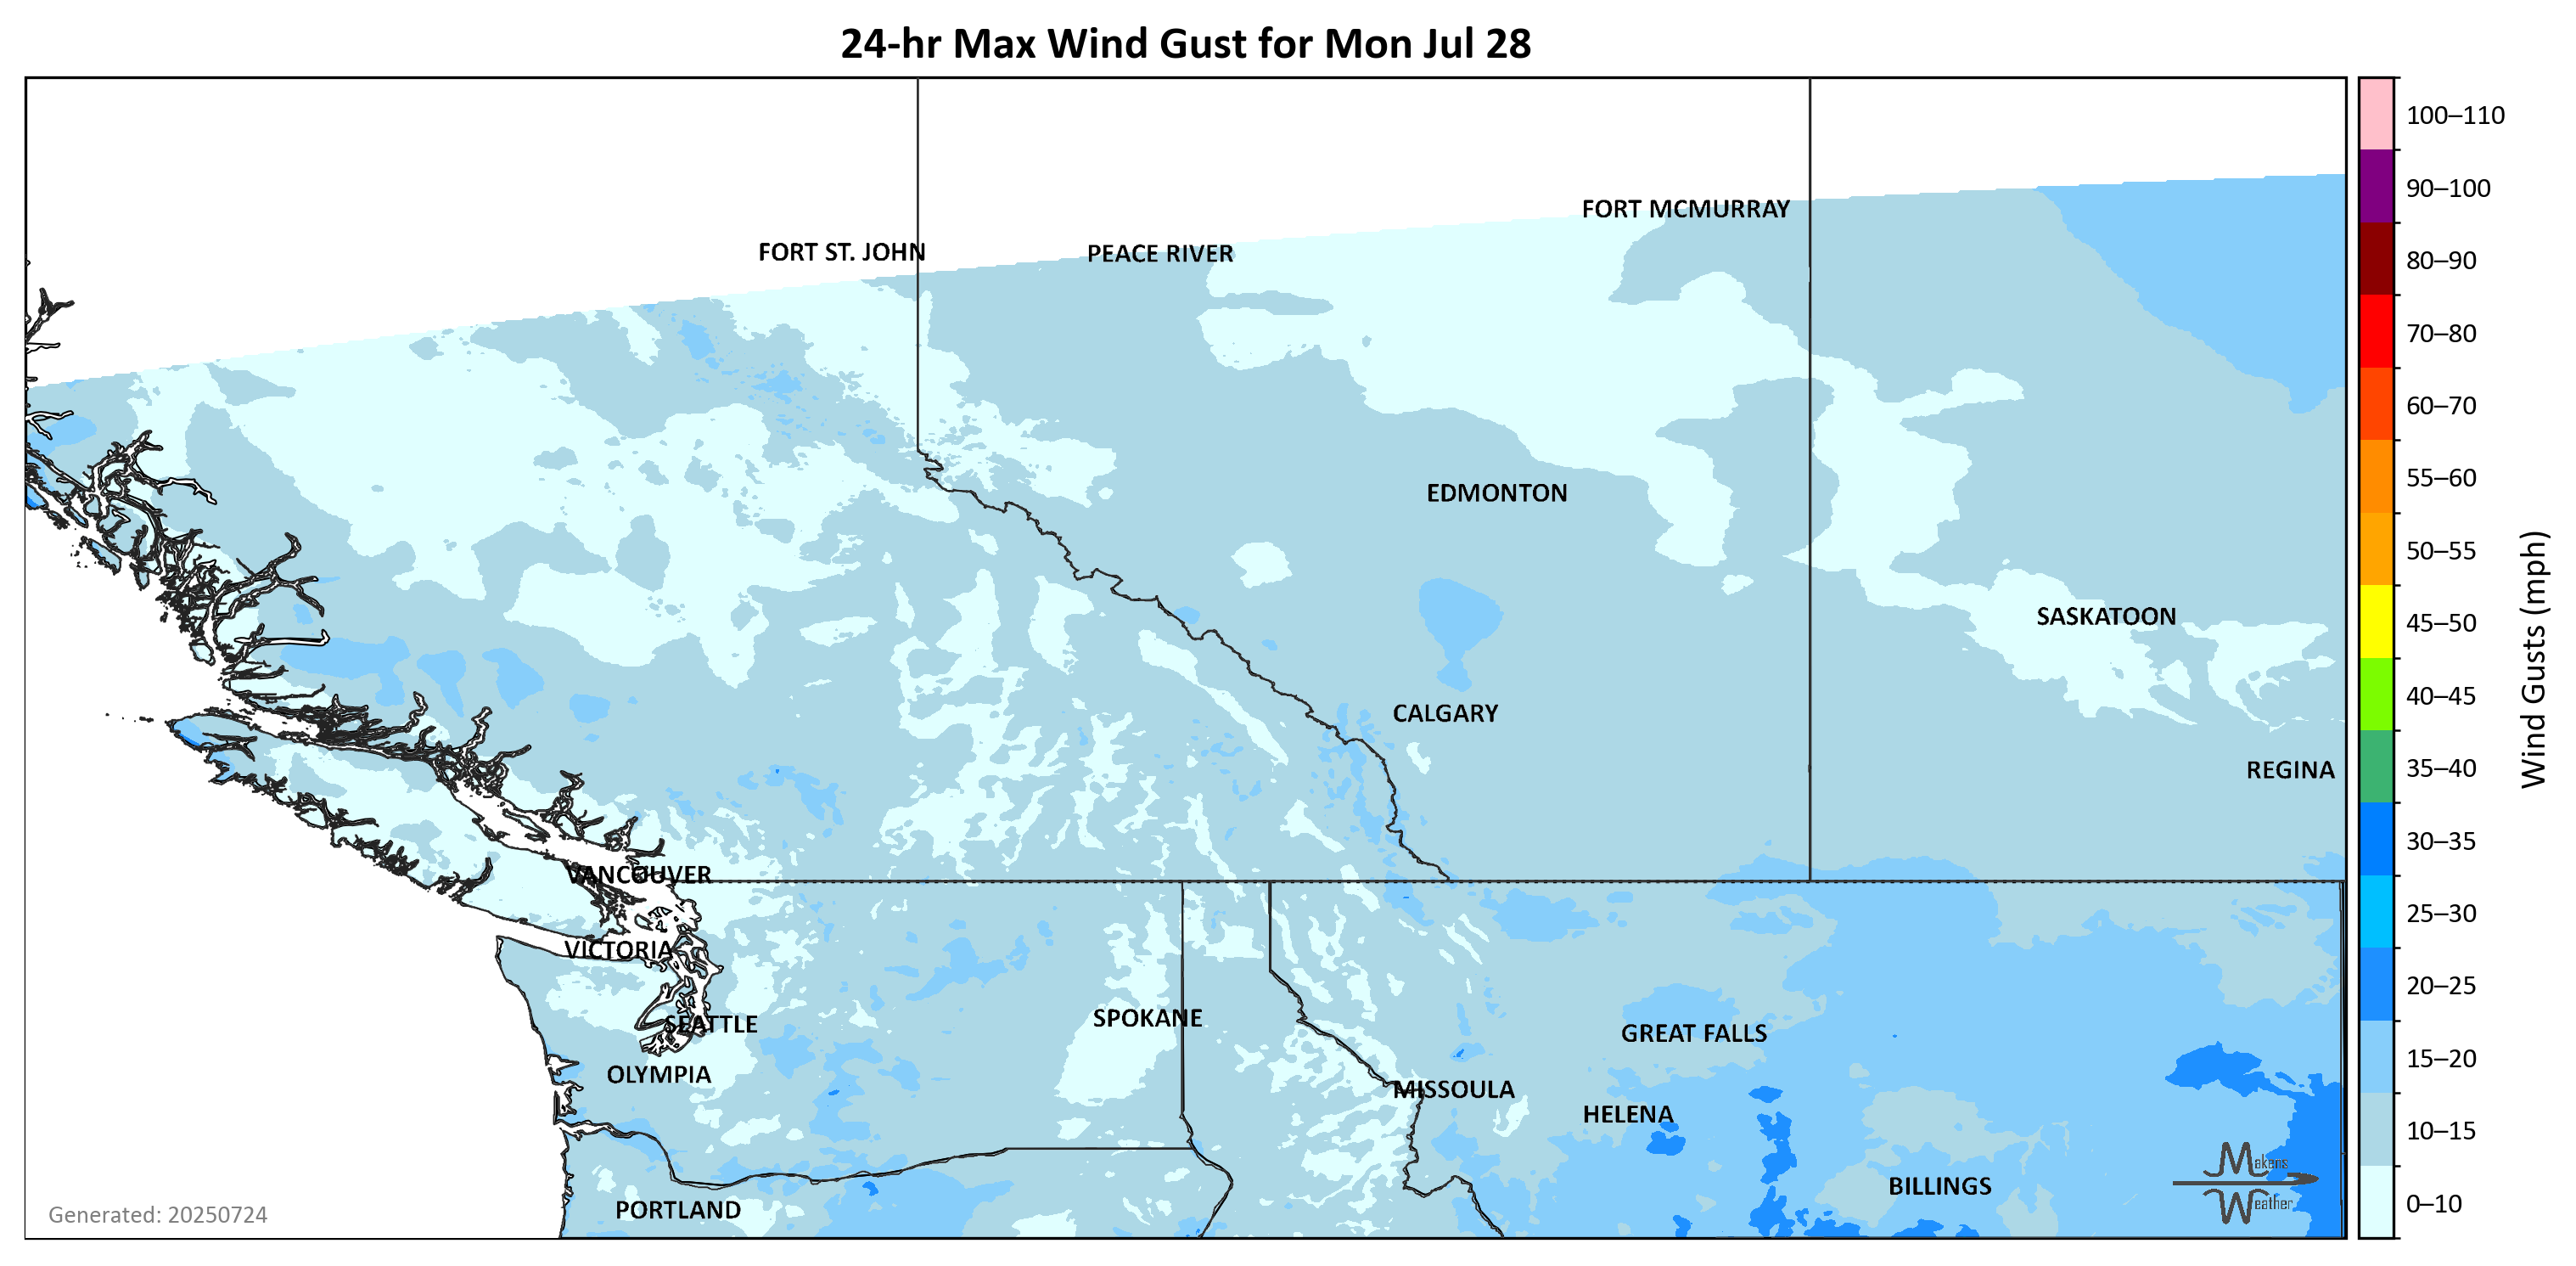 24-hr Max Wind Gust for Mon Jul 28
FORT MCMURRAY
FORT ST. JOHN
PEACE RIVER
EDMONTON
SASKATOON
CALGARY
REGINA
VANCOUVER
VICTORIA
SEATTLE
SPOKANE
GREAT FALLS
OLYMPIA
MISSOULA
HELENA
BILLINGS
PORTLAND
Makens
Weather
Generated: 20250724
100–110
90–100
80–90
70–80
60–70
55–60
50–55
45–50
40–45
35–40
30–35
25–30
20–25
15–20
10–15
0–10
Wind Gusts (mph)